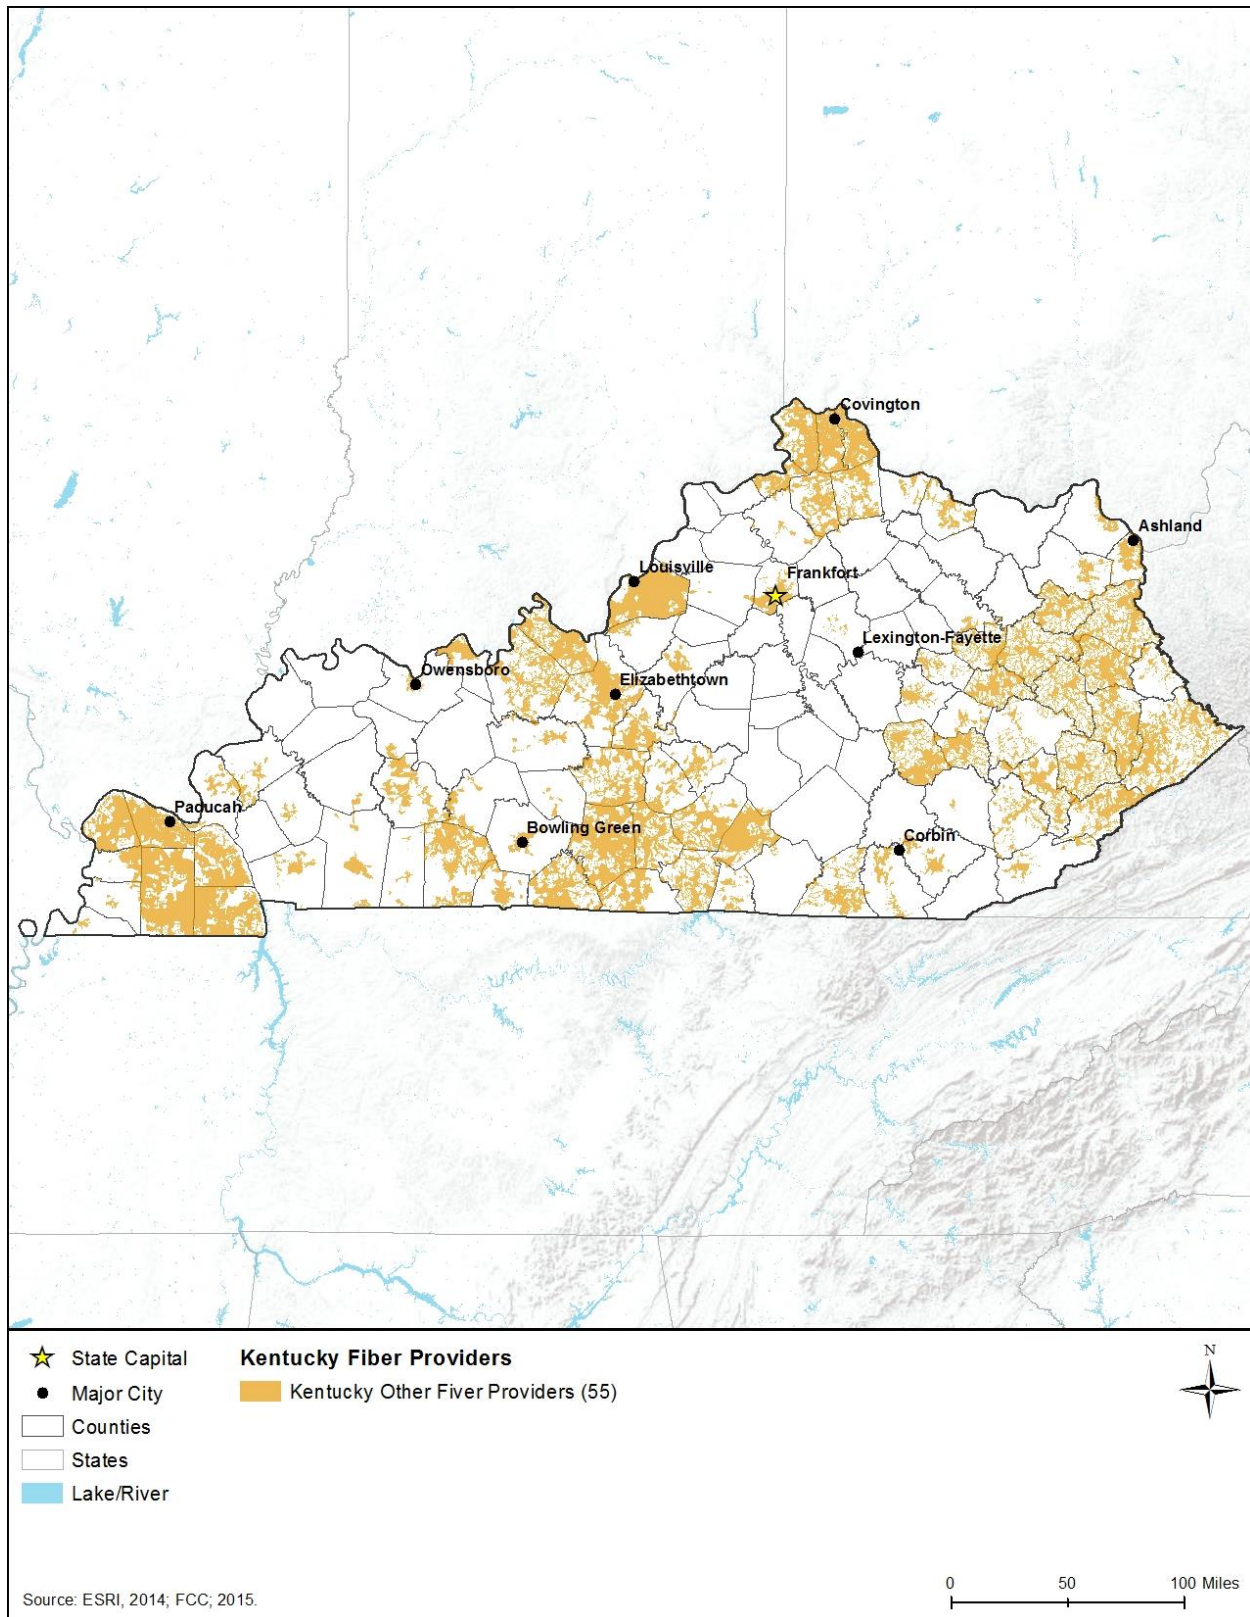 Covington
Ashland
Louisville
Frankfort
Lexington-Fayette
Owensboro
Elizabethtown
Paducah
Bowling Green
Corbin
State Capital
Kentucky Fiber Providers
N
Major City
Kentucky Other Fiver Providers (55)
Counties
States
Lake/River
0 50 100 Miles
Source: ESRI, 2014; FCC; 2015.